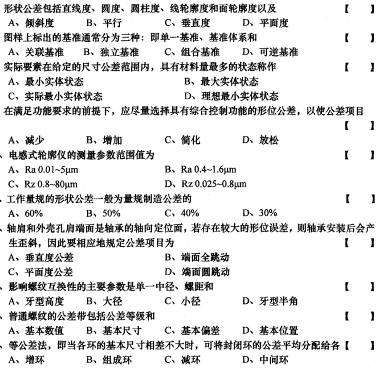 形状公差包括直线度、圆度、圆柱度、线轮廓度和面轮廓度以及 【 】
A、倾斜度 B、平行 C、垂直度 D、平面度
图样上标出的基准通常分为三种：即单一基准、基准体系和 【 】
A、关联基准 B、独立基准 C、组合基准 D、可逆基准
实际要素在给定的尺寸公差范围内，具有材料量最多的状态称作 【 】
A、最小实体状态 B、最大实体状态
C、实际最小实体状态 D、理想最小实体状态
在满足功能要求的前提下，应尽量选择具有综合控制功能的形位公差，以使公差项目
【 】
A、减少 B、增加 C、简化 D、放松
、电感式轮廓仪的测量参数范围值为 【 】
A、Ra 0.01~5μm B、Ra 0.4~1.6μm
C、Rz 0.8~80μm D、Rz 0.025~0.8μm
、工作量规的形状公差一般为量规制造公差的 【 】
A、60% B、50% C、40% D、30%
、轴肩和外壳孔肩端面是轴承的轴向定位面，若存在较大的形位误差，则轴承安装后会产
生歪斜，因此要相应地规定公差项目为 【 】
A、垂直度公差 B、端面全跳动
C、平面度公差 D、端面圆跳动
、影响螺纹互换性的主要参数是单一中径、螺距和 【 】
A、牙型高度 B、大径 C、小径 D、牙型半角
、普通螺纹的公差带包括公差等级和 【 】
A、基本数值 B、基本尺寸 C、基本偏差 D、基本位置
、等公差法，即当各环的基本尺寸相差不大时，可将封闭环的公差平均分配给各【 】
A、增环 B、组成环 C、减环 D、中间环